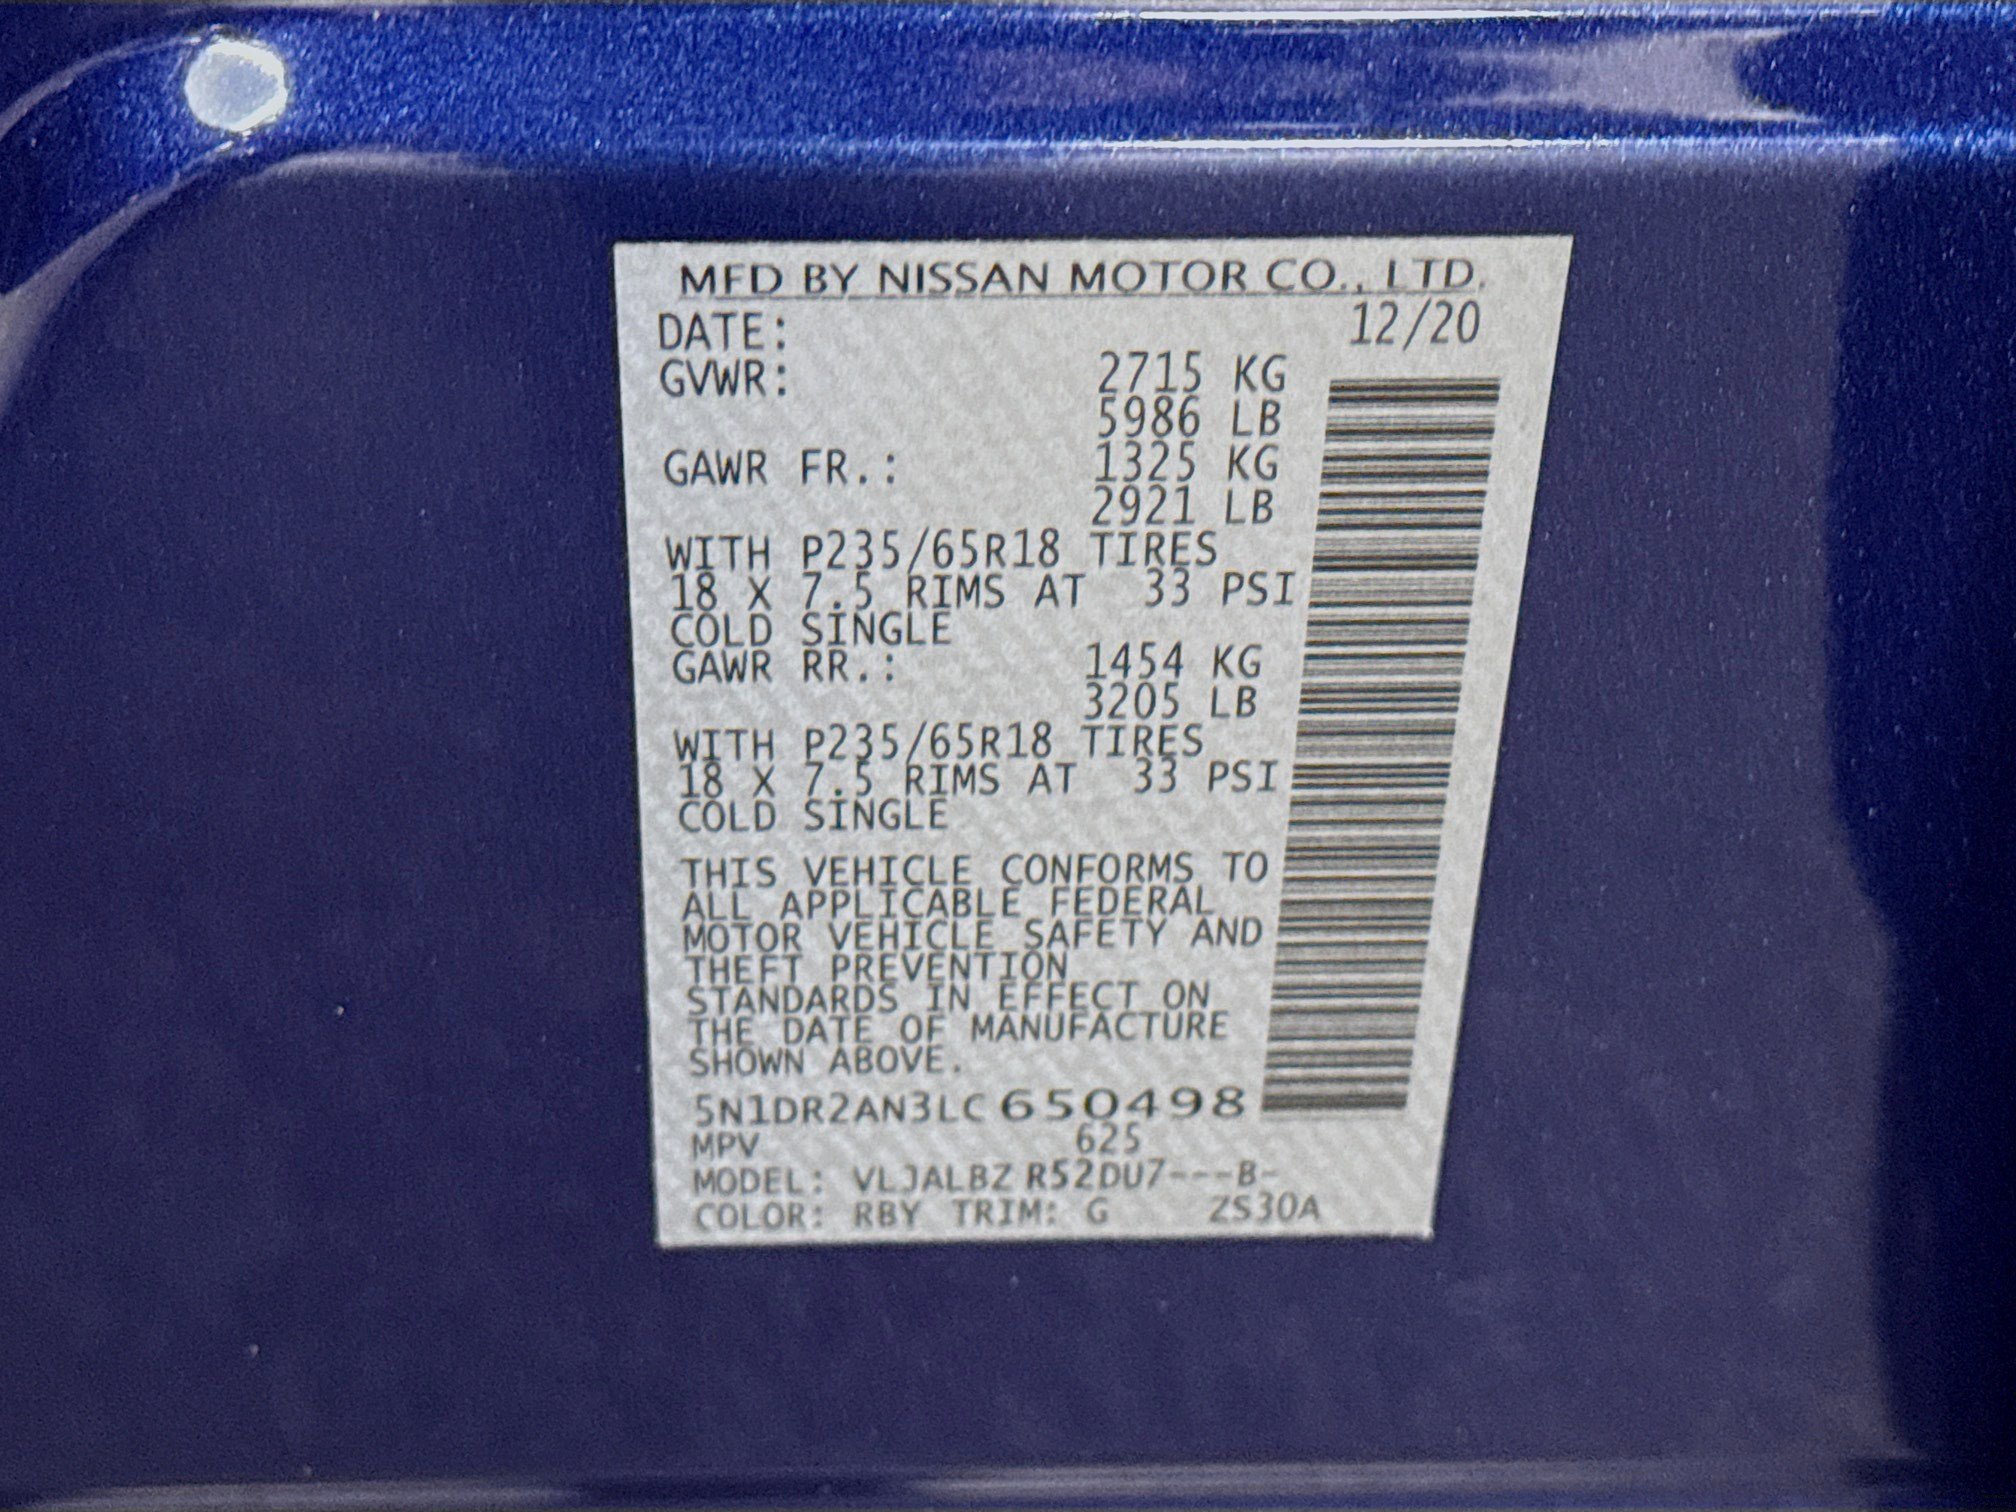 MFD BY NISSAN MOTOR CO., LTD.
DATE: 12/20
GVWR: 2715 KG
5986 LB
GAWR FR.: 1325 KG
2921 LB
WITH P235/65R18 TIRES
18 X 7.5 RIMS AT 33 PSI
COLD SINGLE
GAWR RR.: 1454 KG
3205 LB
WITH P235/65R18 TIRES
18 X 7.5 RIMS AT 33 PSI
COLD SINGLE
THIS VEHICLE CONFORMS TO
ALL APPLICABLE FEDERAL
MOTOR VEHICLE SAFETY AND
THEFT PREVENTION
STANDARDS IN EFFECT ON
THE DATE OF MANUFACTURE
SHOWN ABOVE.
5N1DR2AN3LC650498
MPV 625
MODEL: VLJALBZ R52DU7---B-
COLOR: RBY TRIM: G ZS30A